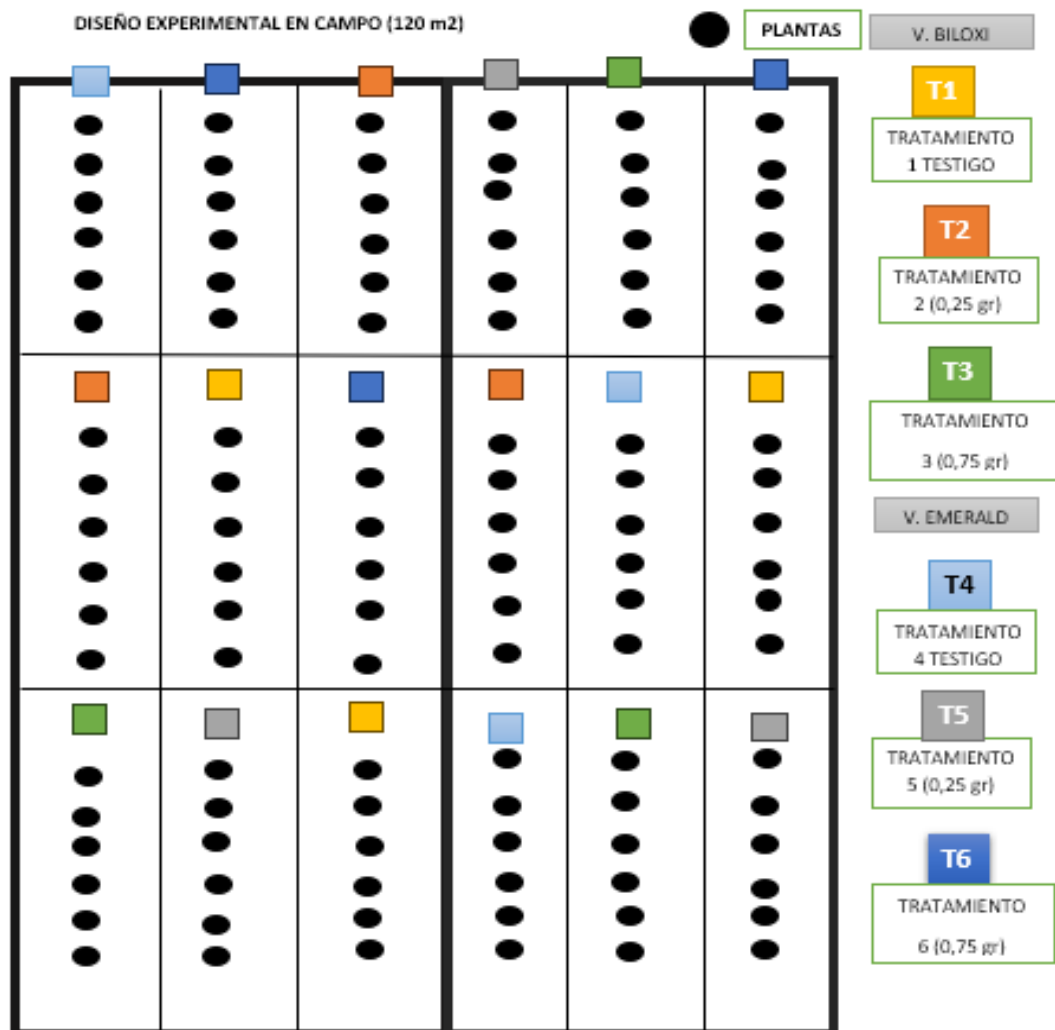 DISEÑO EXPERIMENTAL EN CAMPO (120 m2)
PLANTAS
V. BILOXI
T1
TRATAMIENTO
1 TESTIGO
T2
TRATAMIENTO
2 (0,25 gr)
T3
TRATAMIENTO
3 (0,75 gr)
V. EMERALD
T4
TRATAMIENTO
4 TESTIGO
T5
TRATAMIENTO
5 (0,25 gr)
T6
TRATAMIENTO
6 (0,75 gr)